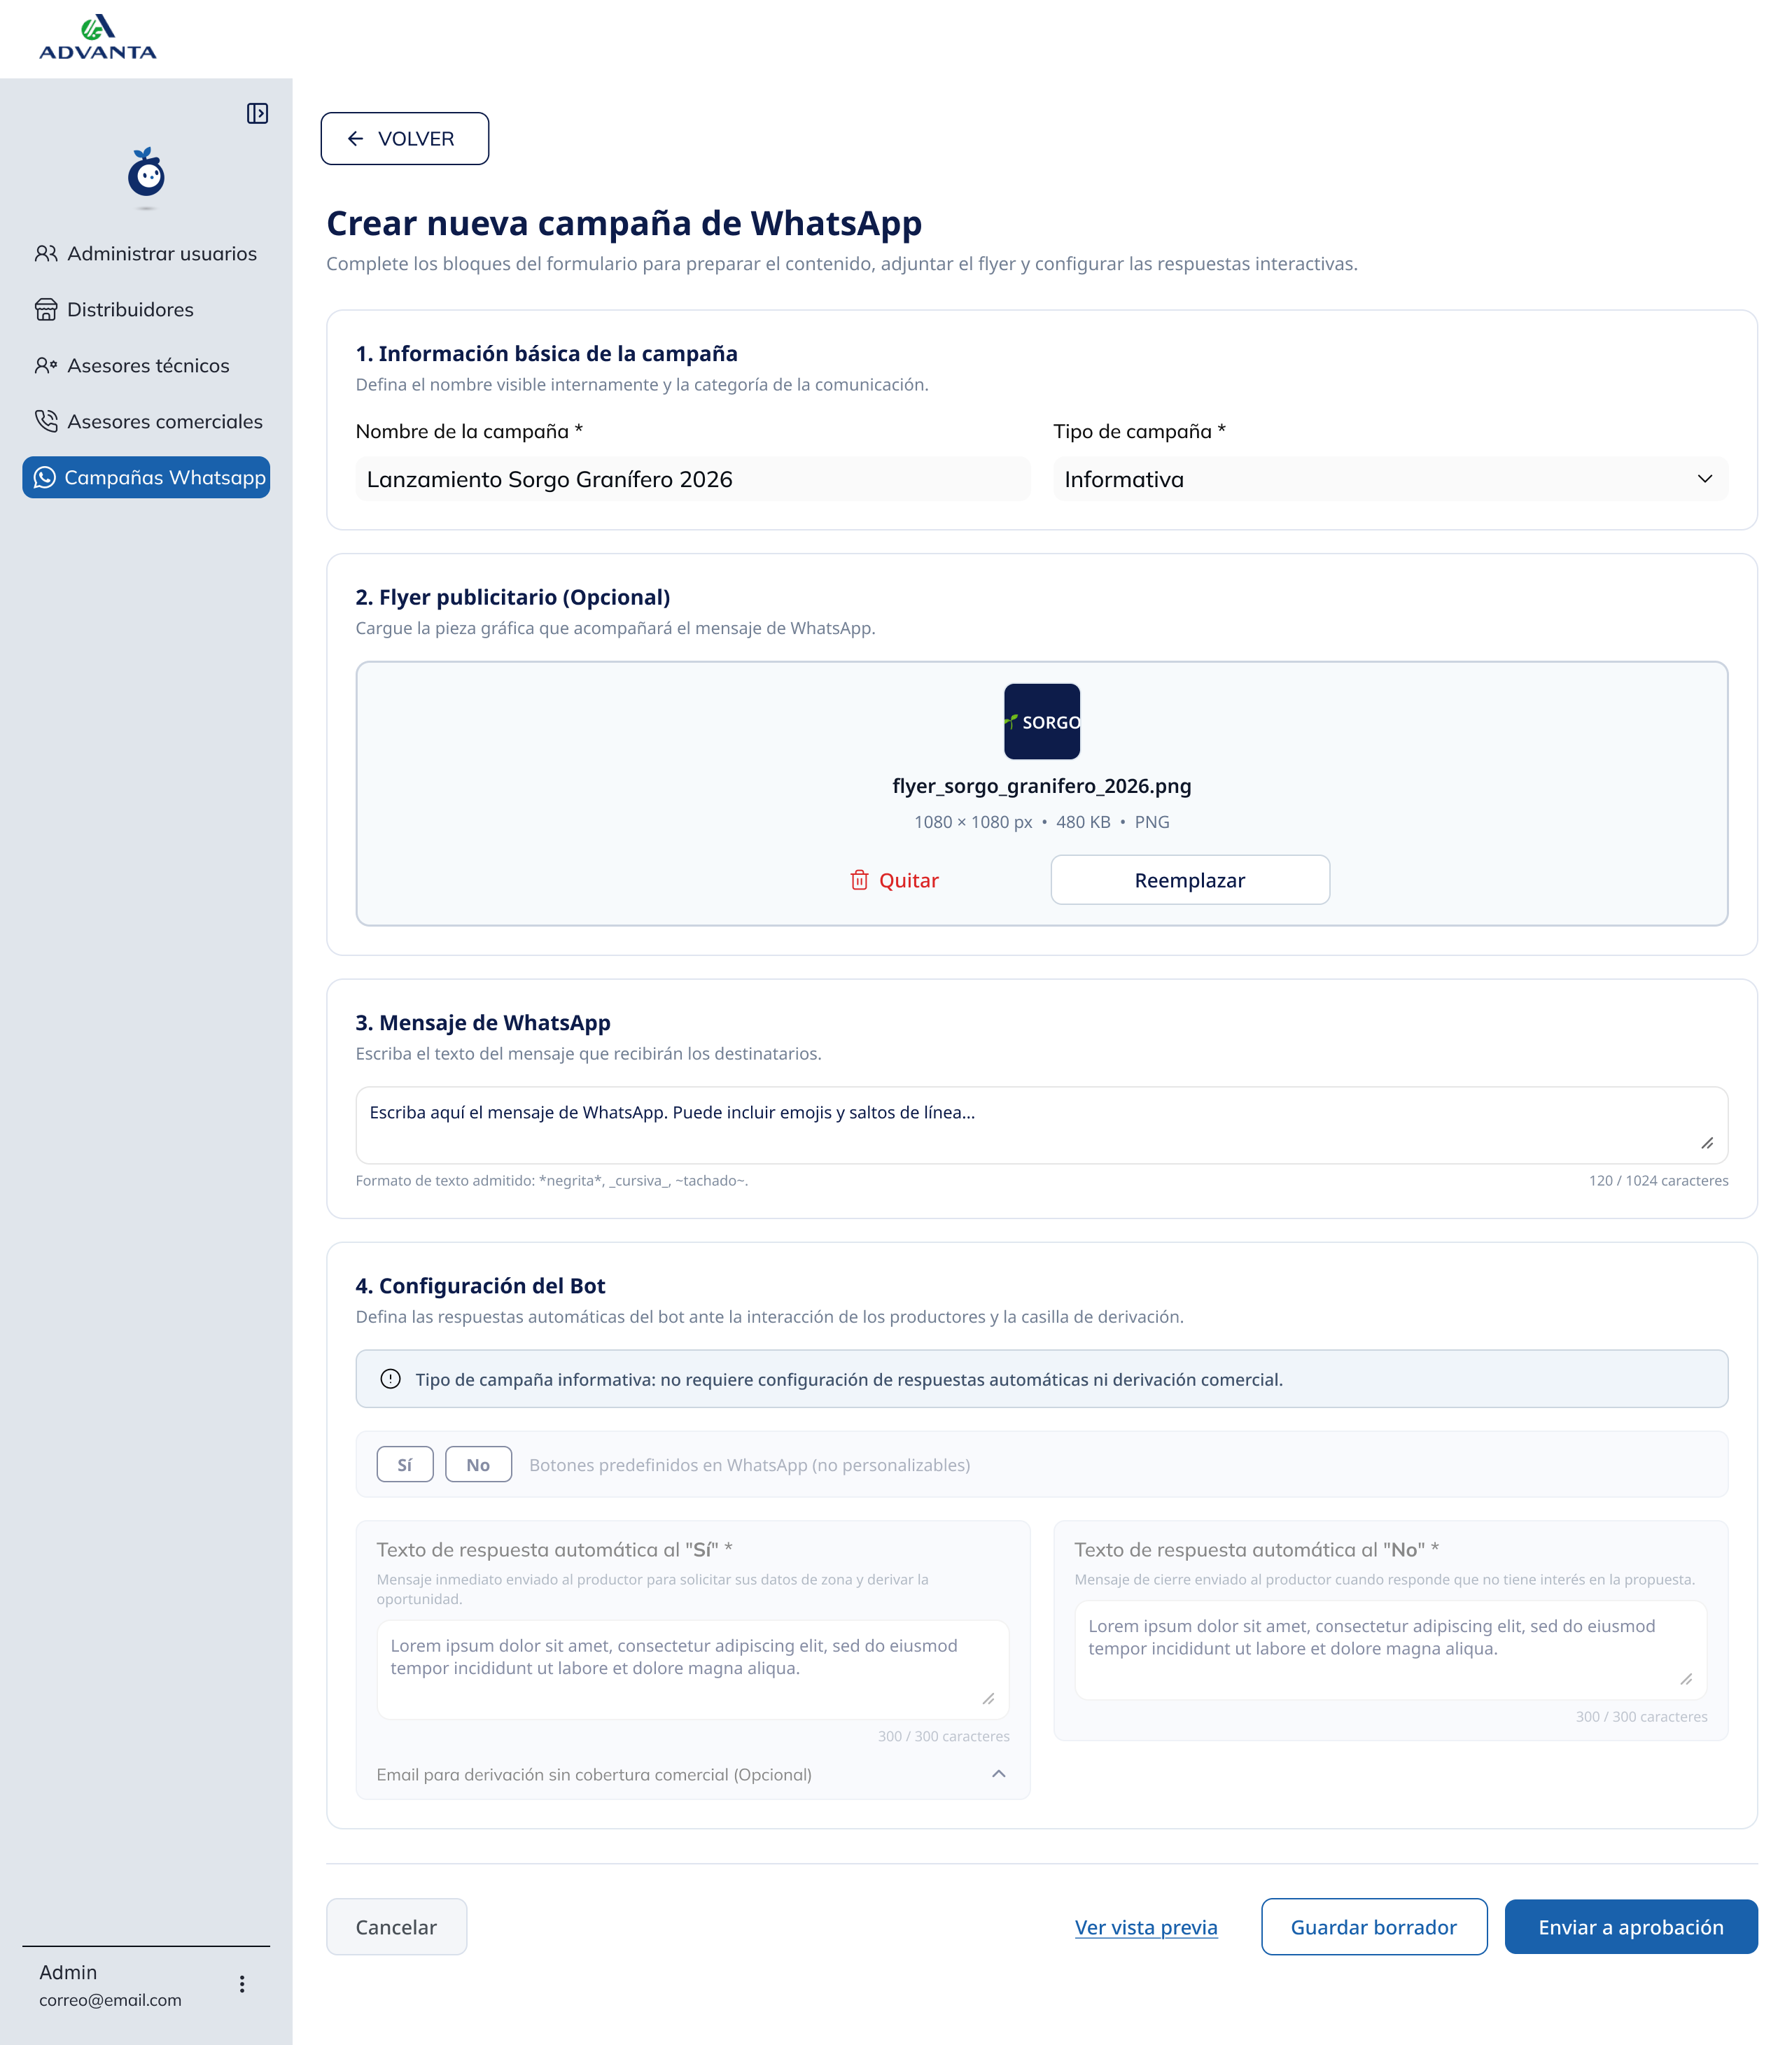 ADVANTA
VOLVER
Administrar usuarios
Distribuidores
Asesores técnicos
Asesores comerciales
Campañas Whatsapp
Crear nueva campaña de WhatsApp
Complete los bloques del formulario para preparar el contenido, adjuntar el flyer y configurar las respuestas interactivas.
1. Información básica de la campaña
Defina el nombre visible internamente y la categoría de la comunicación.
Nombre de la campaña *
Lanzamiento Sorgo Granífero 2026
Tipo de campaña *
Informativa
2. Flyer publicitario (Opcional)
Cargue la pieza gráfica que acompañará el mensaje de WhatsApp.
SORGO
flyer_sorgo_granifero_2026.png
1080 × 1080 px • 480 KB • PNG
Quitar
Reemplazar
3. Mensaje de WhatsApp
Escriba el texto del mensaje que recibirán los destinatarios.
Escriba aquí el mensaje de WhatsApp. Puede incluir emojis y saltos de línea...
Formato de texto admitido: *negrita*, _cursiva_, ~tachado~.
120 / 1024 caracteres
4. Configuración del Bot
Defina las respuestas automáticas del bot ante la interacción de los productores y la casilla de derivación.
Tipo de campaña informativa: no requiere configuración de respuestas automáticas ni derivación comercial.
Sí
No
Botones predefinidos en WhatsApp (no personalizables)
Texto de respuesta automática al "Sí" *
Mensaje inmediato enviado al productor para solicitar sus datos de zona y derivar la
oportunidad.
Lorem ipsum dolor sit amet, consectetur adipiscing elit, sed do eiusmod
tempor incididunt ut labore et dolore magna aliqua.
300 / 300 caracteres
Email para derivación sin cobertura comercial (Opcional)
Texto de respuesta automática al "No" *
Mensaje de cierre enviado al productor cuando responde que no tiene interés en la propuesta.
Lorem ipsum dolor sit amet, consectetur adipiscing elit, sed do eiusmod
tempor incididunt ut labore et dolore magna aliqua.
300 / 300 caracteres
Cancelar
Ver vista previa
Guardar borrador
Enviar a aprobación
Admin
correo@email.com